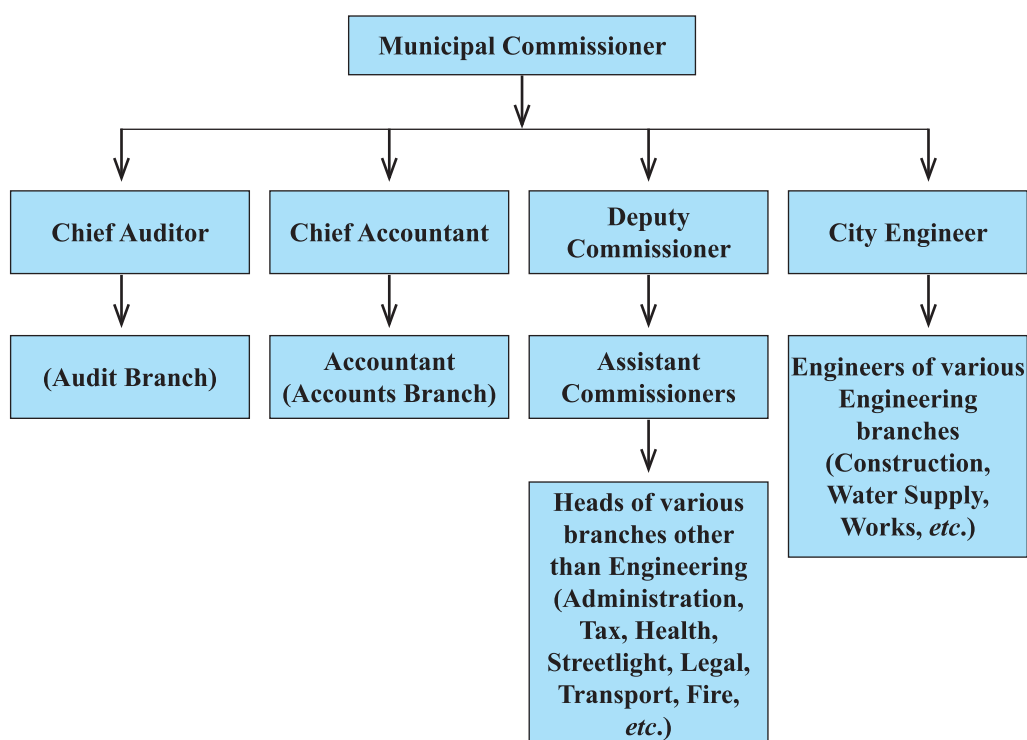 Municipal Commissioner
Chief Auditor
Chief Accountant
Deputy
Commissioner
City Engineer
(Audit Branch)
Accountant
(Accounts Branch)
Assistant
Commissioners
Engineers of various
Engineering
branches
(Construction,
Water Supply,
Works, etc.)
Heads of various
branches other
than Engineering
(Administration,
Tax, Health,
Streetlight, Legal,
Transport, Fire,
etc.)